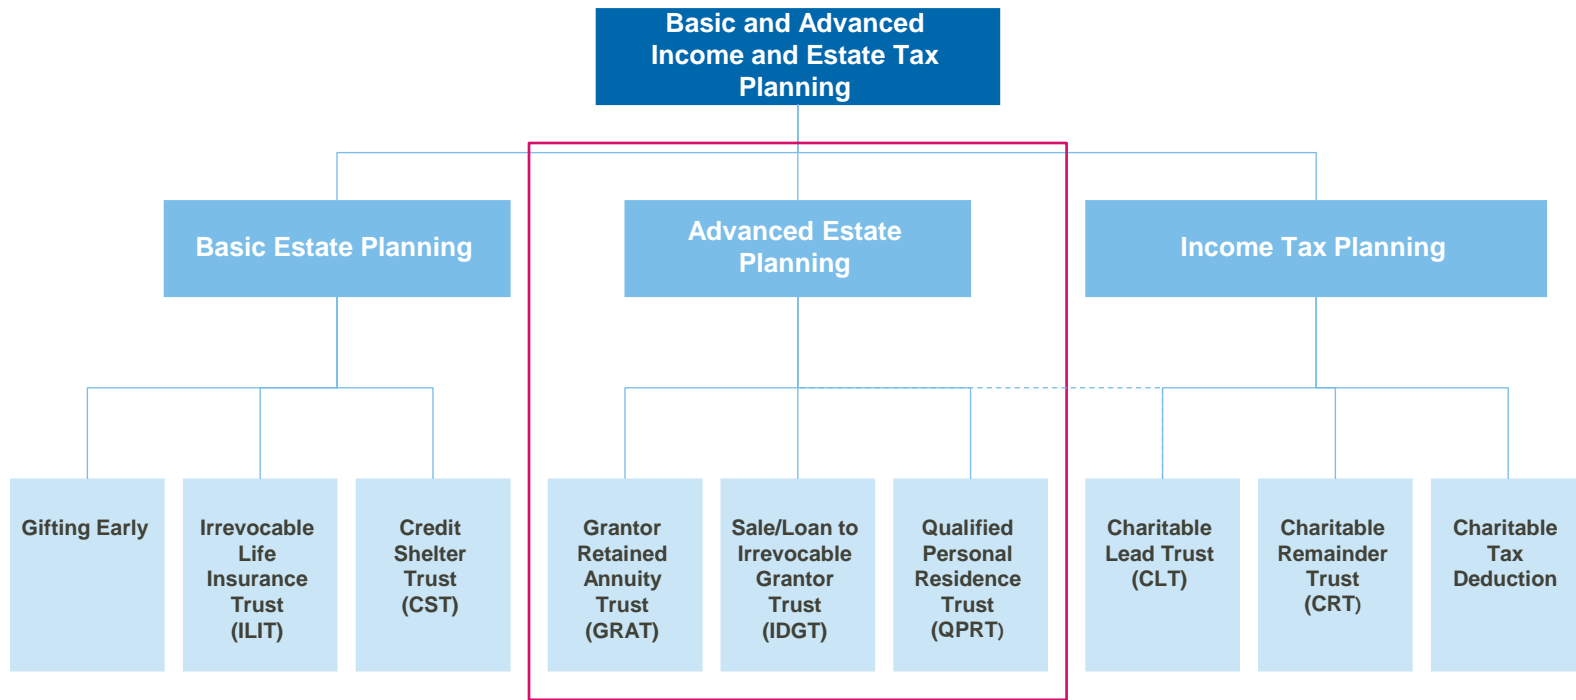 Basic and Advanced
Income and Estate Tax
Planning
Basic Estate Planning
Advanced Estate
Planning
Income Tax Planning
Gifting Early
Irrevocable
Life
Insurance
Trust
(ILIT)
Credit
Shelter
Trust
(CST)
Grantor
Retained
Annuity
Trust
(GRAT)
Sale/Loan to
Irrevocable
Grantor
Trust
(IDGT)
Qualified
Personal
Residence
Trust
(QPRT)
Charitable
Lead Trust
(CLT)
Charitable
Remainder
Trust
(CRT)
Charitable
Tax
Deduction